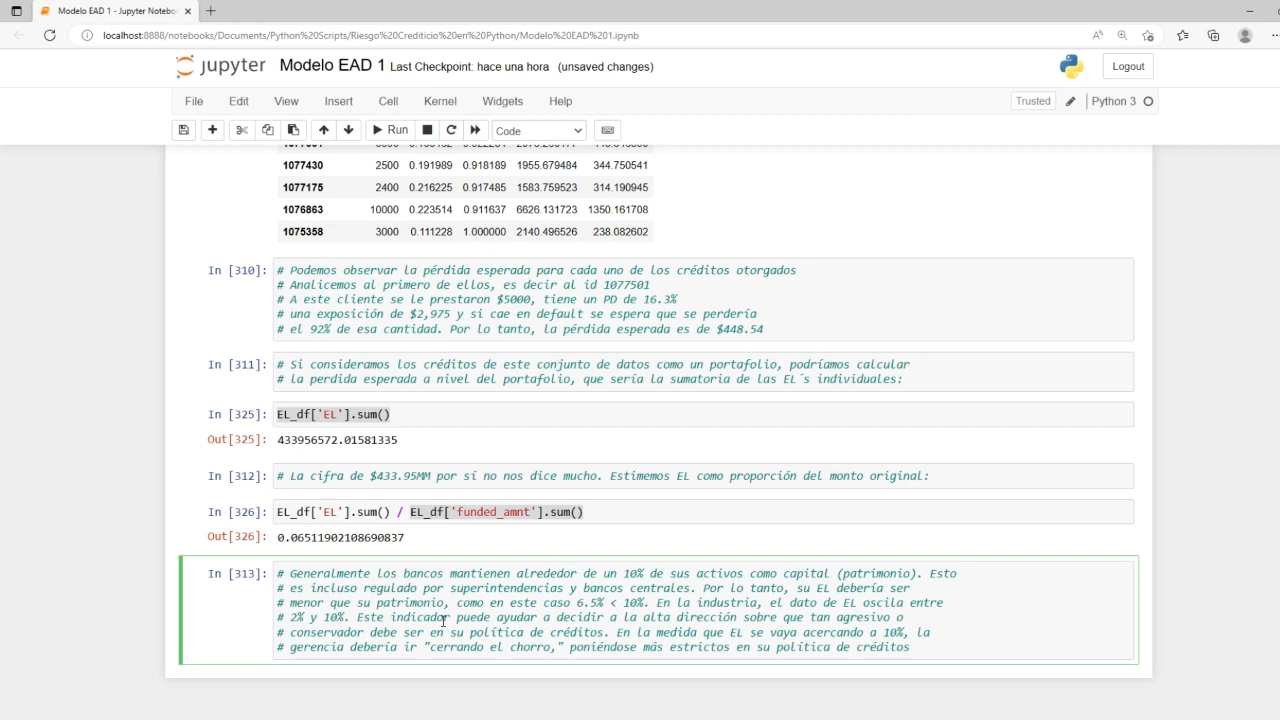 Modelo EAD 1 - Jupyter Notebo
localhost:8888/notebooks/Documents/Python%20Scripts/Riesgo%20Crediticio%20en%20Python/Modelo%20EAD%201.ipynb
jupyter Modelo EAD 1 Last Checkpoint: hace una hora (unsaved changes) Logout
File Edit View Insert Cell Kernel Widgets Help Trusted Python 3
Run Code
1077430 2500 0.191989 0.918189 1955.679484 344.750541
1077175 2400 0.216225 0.917485 1583.759523 314.190945
1076863 10000 0.223514 0.911637 6626.131723 1350.161708
1075358 3000 0.111228 1.000000 2140.496526 238.082602
In [310]: # Podemos observar la pérdida esperada para cada uno de los créditos otorgados
# Analicemos al primero de ellos, es decir al id 1077501
# A este cliente se le prestaron $5000, tiene un PD de 16.3%
# una exposición de $2,975 y si cae en default se espera que se perdería
# el 92% de esa cantidad. Por lo tanto, la pérdida esperada es de $448.54
In [311]: # Si consideramos los créditos de este conjunto de datos como un portafolio, podríamos calcular
# la perdida esperada a nivel del portafolio, que sería la sumatoria de las EL´s individuales:
In [325]: EL_df['EL'].sum()
Out[325]: 433956572.01581335
In [312]: # La cifra de $433.95MM por sí no nos dice mucho. Estimemos EL como proporción del monto original:
In [326]: EL_df['EL'].sum() / EL_df['funded_amnt'].sum()
Out[326]: 0.06511902108690837
In [313]: # Generalmente los bancos mantienen alrededor de un 10% de sus activos como capital (patrimonio). Esto
# es incluso regulado por superintendencias y bancos centrales. Por lo tanto, su EL debería ser
# menor que su patrimonio, como en este caso 6.5% < 10%. En la industria, el dato de EL oscila entre
# 2% y 10%. Este indicador puede ayudar a decidir a la alta dirección sobre que tan agresivo o
# conservador debe ser en su política de créditos. En la medida que EL se vaya acercando a 10%, la
# gerencia debería ir "cerrando el chorro," poniéndose más estrictos en su política de créditos